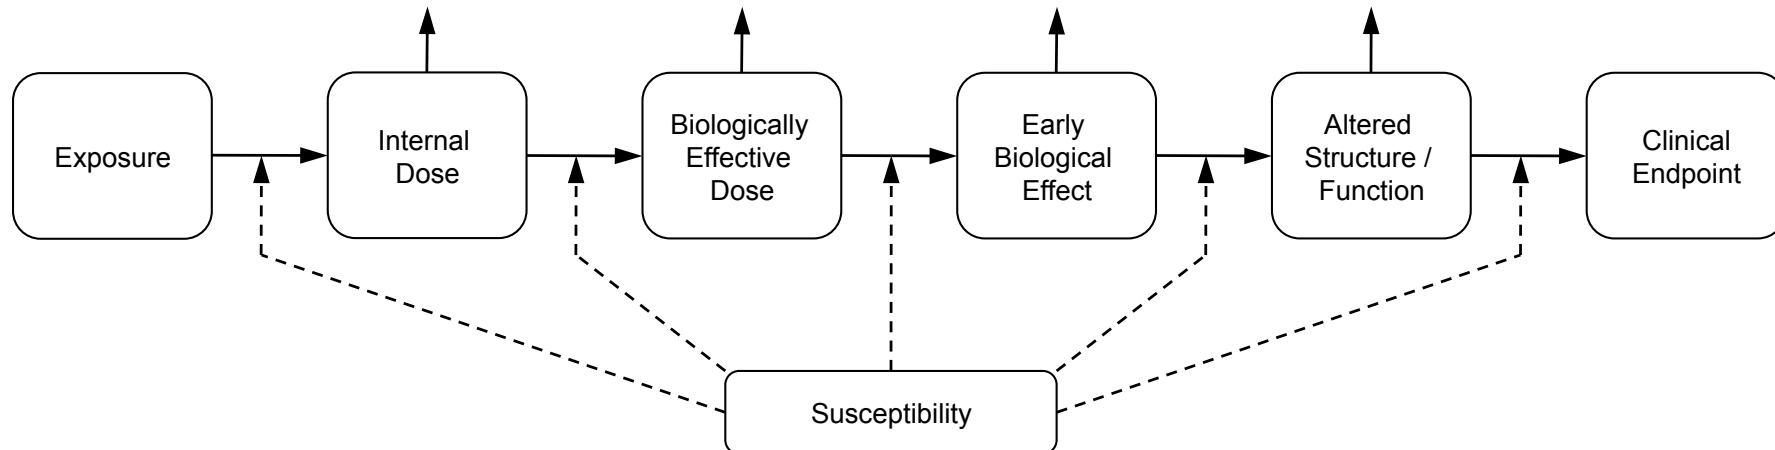 Exposure
Internal
Dose
Biologically
Effective
Dose
Early
Biological
Effect
Altered
Structure /
Function
Clinical
Endpoint
Susceptibility